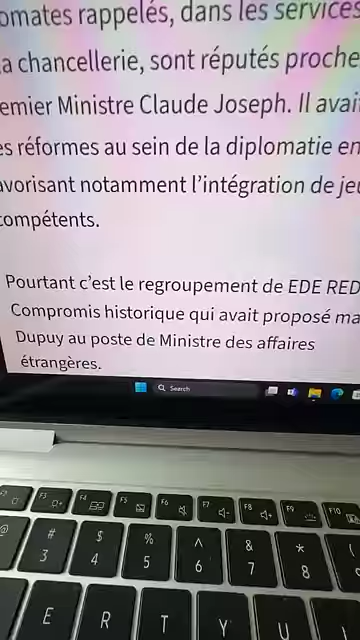 omates rappelés, dans les services
a chancellerie, sont réputés proche
emier Ministre Claude Joseph. Il avai
es réformes au sein de la diplomatie en
avorisant notamment l'intégration de jeu
compétents.
Pourtant c'est le regroupement de EDE RED
Compromis historique qui avait proposé ma
Dupuy au poste de Ministre des affaires
étrangères.
Search
F3 F4 F5 F6 F7 F8 F9 F10
# $ % ^ & * (
3 4 5 6 7 8
E R T Y U